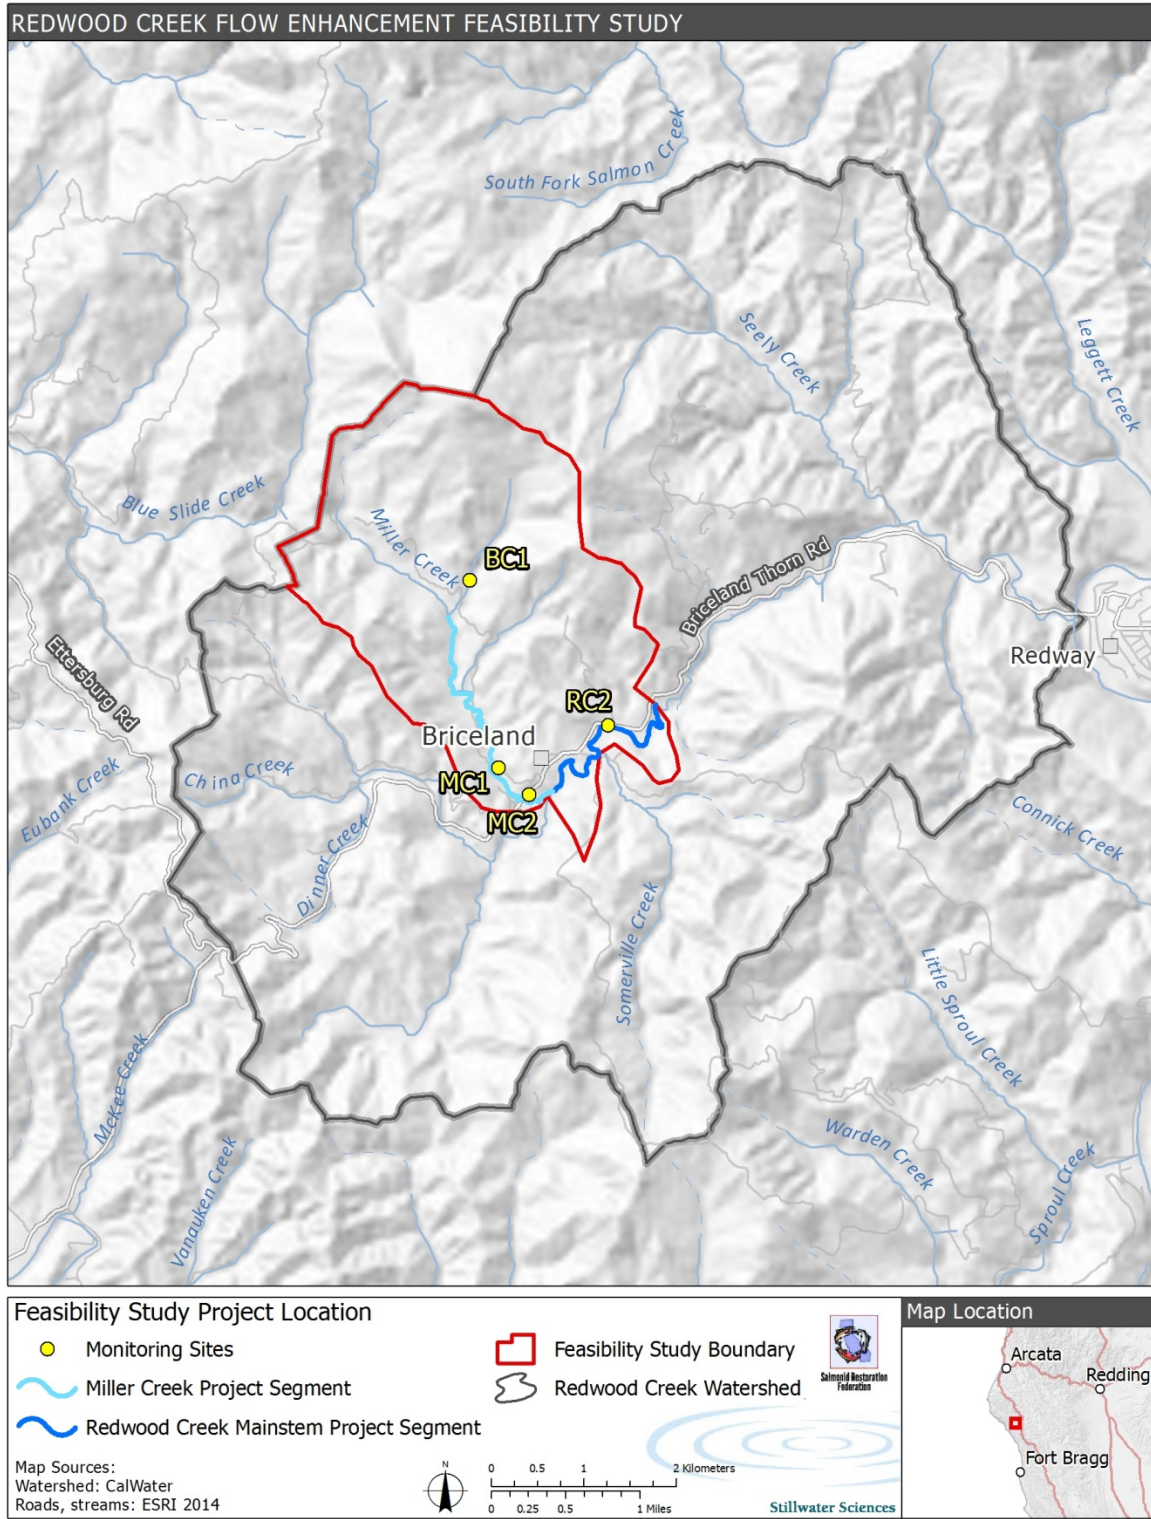 REDWOOD CREEK FLOW ENHANCEMENT FEASIBILITY STUDY
South Fork Salmon Creek
Seely Creek
Leggett Creek
Blue Slide Creek
Miller Creek
BC1
Briceland Thorn Rd
Redway
Ettersburg Rd
RC2
Briceland
MC1
MC2
China Creek
Eubank Creek
Dinner Creek
Connick Creek
Somerville Creek
Little Sproul Creek
McKee Creek
Vanauken Creek
Warden Creek
Sproul Creek
Feasibility Study Project Location
Monitoring Sites
Miller Creek Project Segment
Redwood Creek Mainstem Project Segment
Feasibility Study Boundary
Redwood Creek Watershed
Salmonid Restoration
Federation
Map Sources:
Watershed: CalWater
Roads, streams: ESRI 2014
N
0 0.5 1 2 Kilometers
0 0.25 0.5 1 Miles
Stillwater Sciences
Map Location
Arcata
Redding
Fort Bragg